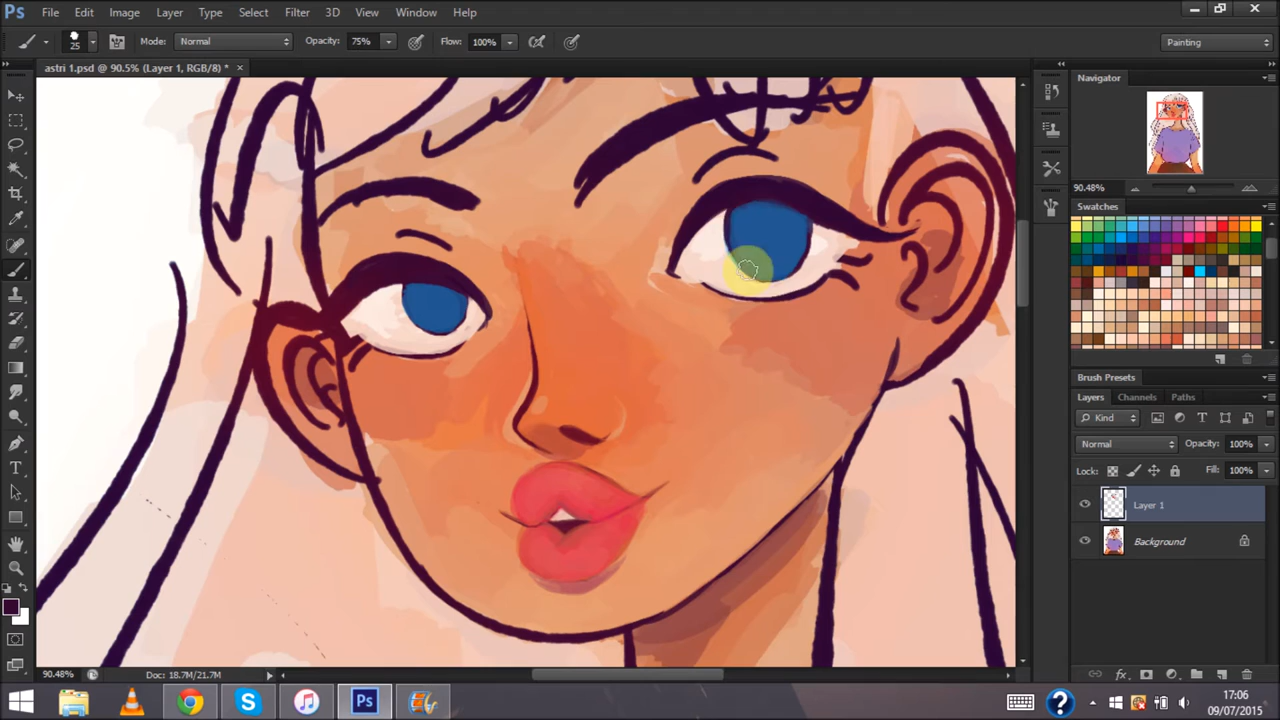 Ps File Edit Image Layer Type Select Filter 3D View Window Help
25 Mode: Normal Opacity: 75% Flow: 100% Painting
astri 1.psd @ 90.5% (Layer 1, RGB/8) * ×
Navigator
90.48%
Swatches
Brush Presets
Layers Channels Paths
Kind
Normal Opacity: 100%
Lock: Fill: 100%
Layer 1
Background
T
90.48% Doc: 18.7M/21.7M
Ps
17:06
09/07/2015